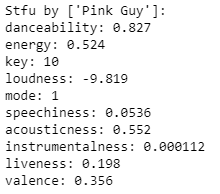 Stfu by ['Pink Guy']:
danceability: 0.827
energy: 0.524
key: 10
loudness: -9.819
mode: 1
speechiness: 0.0536
acousticness: 0.552
instrumentalness: 0.000112
liveness: 0.198
valence: 0.356